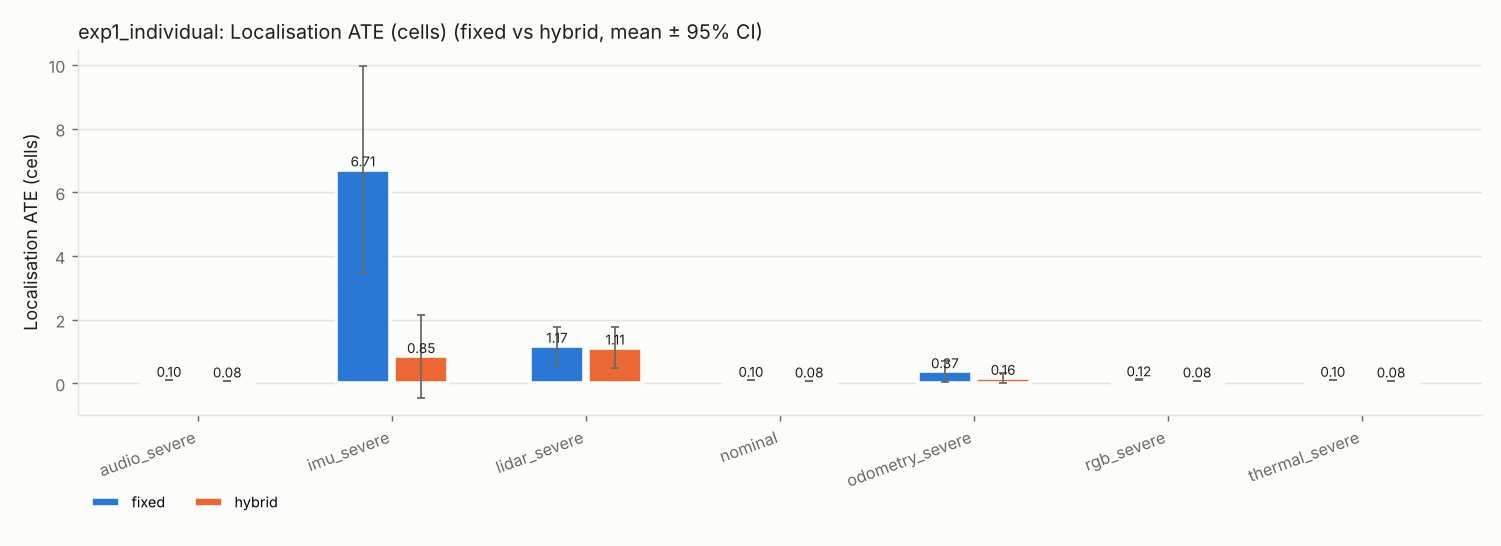 exp1_individual: Localisation ATE (cells) (fixed vs hybrid, mean ± 95% CI)
Localisation ATE (cells)
10
8
6
4
2
0
0.10
0.08
6.71
0.85
1.17
1.11
0.10
0.08
0.37
0.16
0.12
0.08
0.10
0.08
audio_severe
imu_severe
lidar_severe
nominal
odometry_severe
rgb_severe
thermal_severe
fixed
hybrid